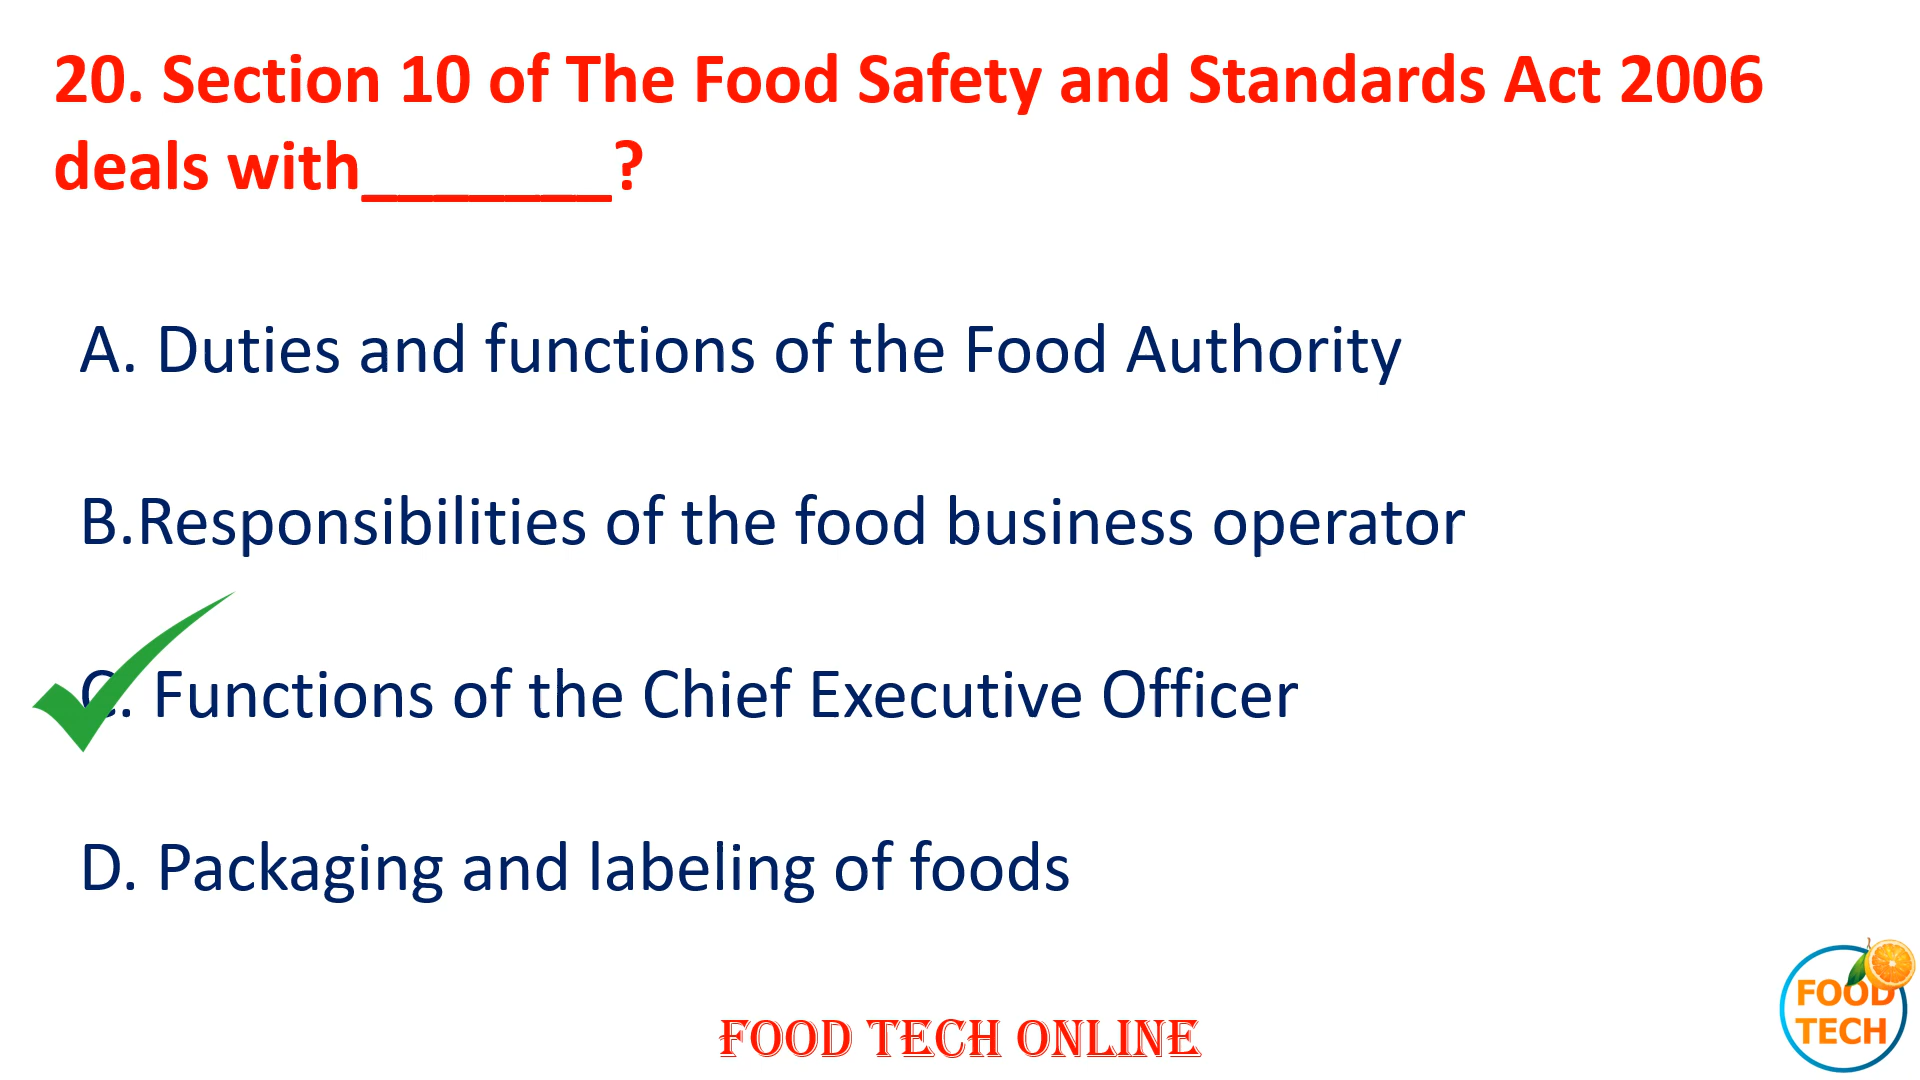 20. Section 10 of The Food Safety and Standards Act 2006
deals with_______?
A. Duties and functions of the Food Authority
B.Responsibilities of the food business operator
C. Functions of the Chief Executive Officer
D. Packaging and labeling of foods
FOOD TECH ONLINE
FOOD
TECH